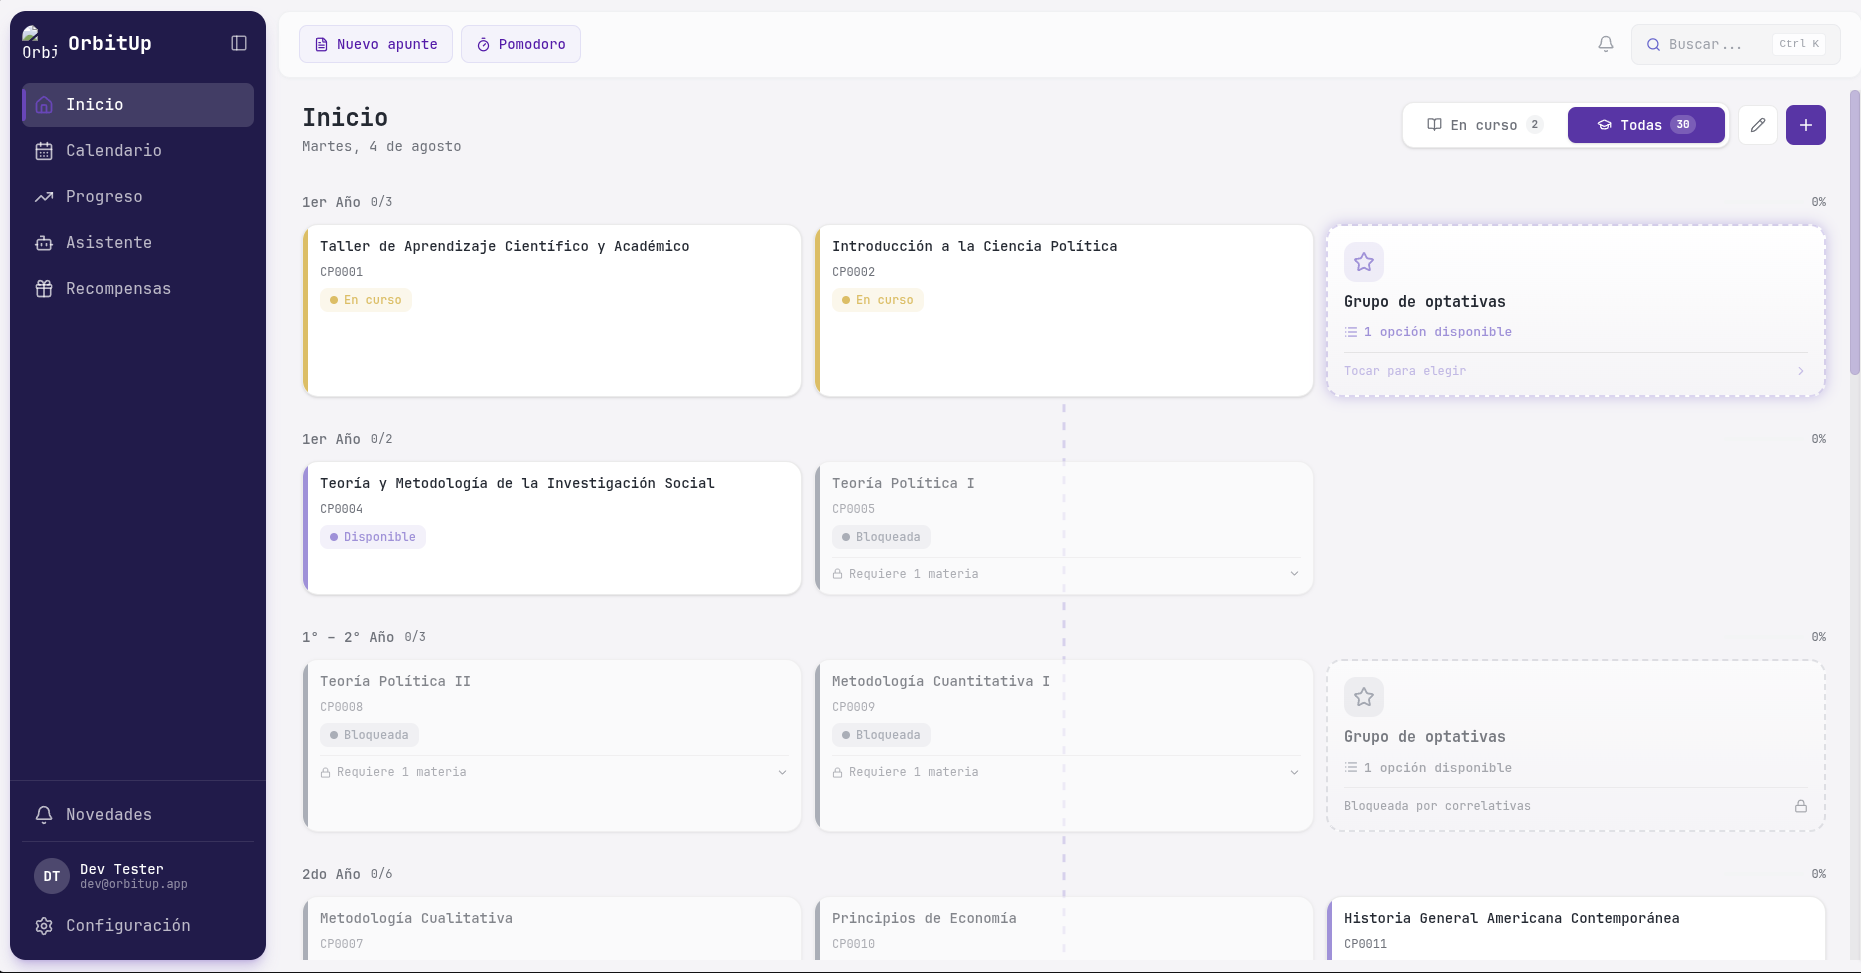 Orbi
OrbitUp
Inicio
Calendario
Progreso
Asistente
Recompensas
Novedades
DT
Dev Tester
dev@orbitup.app
Configuración
Nuevo apunte
Pomodoro
Buscar...
Ctrl K
Inicio
Martes, 4 de agosto
En curso 2
Todas 30
1er Año 0/3
0%
Taller de Aprendizaje Científico y Académico
CP0001
En curso
Introducción a la Ciencia Política
CP0002
En curso
Grupo de optativas
1 opción disponible
Tocar para elegir
1er Año 0/2
0%
Teoría y Metodología de la Investigación Social
CP0004
Disponible
Teoría Política I
CP0005
Bloqueada
Requiere 1 materia
1° – 2° Año 0/3
0%
Teoría Política II
CP0008
Bloqueada
Requiere 1 materia
Metodología Cuantitativa I
CP0009
Bloqueada
Requiere 1 materia
Grupo de optativas
1 opción disponible
Bloqueada por correlativas
2do Año 0/6
0%
Metodología Cualitativa
CP0007
Principios de Economía
CP0010
Historia General Americana Contemporánea
CP0011